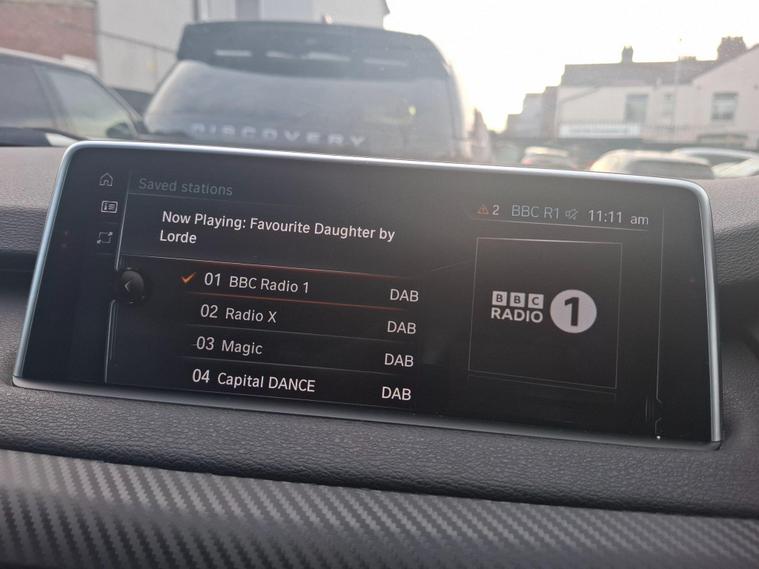 DISCOVERY
Saved stations
2 BBC R1 11:11 am
Now Playing: Favourite Daughter by
Lorde
01 BBC Radio 1 DAB
02 Radio X DAB
03 Magic DAB
04 Capital DANCE DAB
BBC
RADIO 1